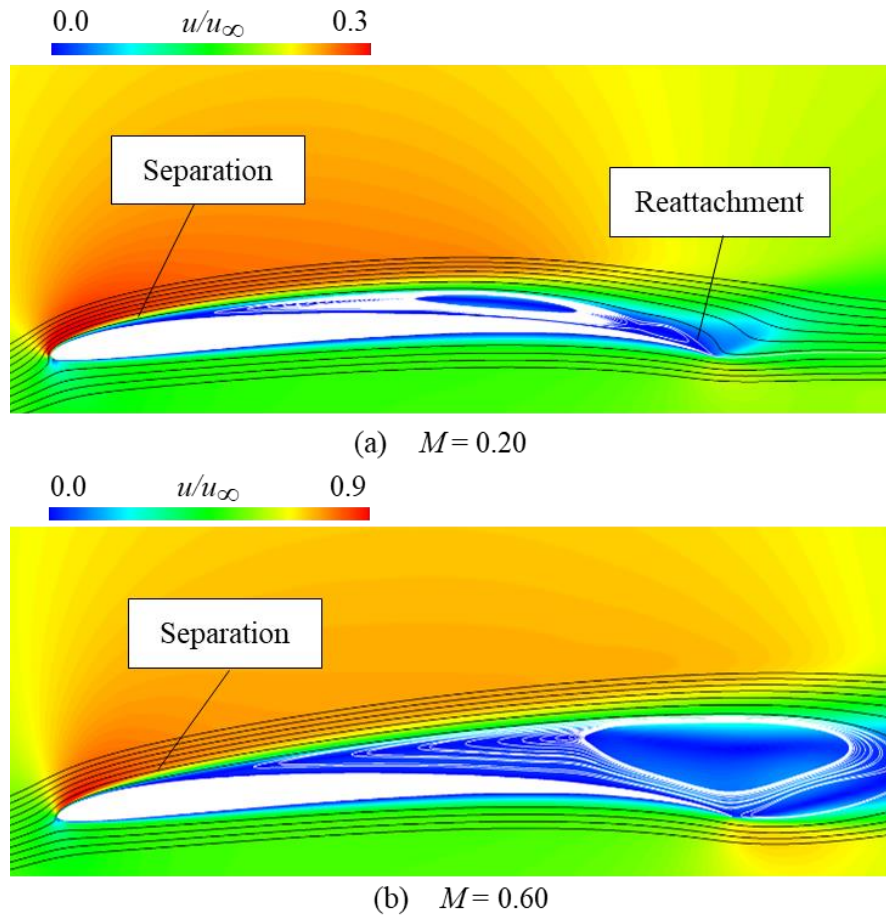 0.0 u/u∞ 0.3
Separation
Reattachment
(a) M = 0.20
0.0 u/u∞ 0.9
Separation
(b) M = 0.60